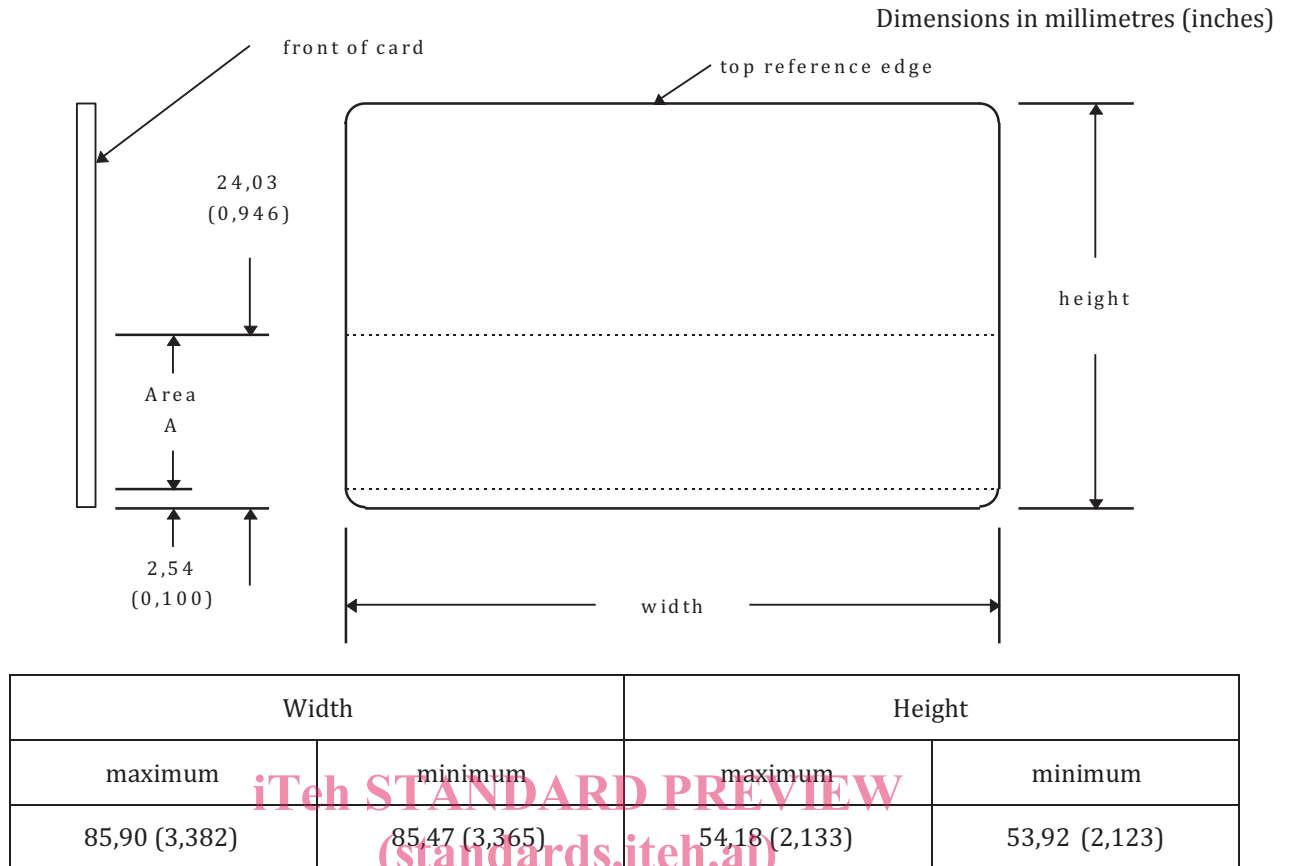 Dimensions in millimetres (inches)
front of card
top reference edge
24,03
(0,946)
height
Area
A
2,54
(0,100)
width
Width Height
maximum minimum maximum minimum
iTeh STANDARD PREVIEW
85,90 (3,382) 85,47 (3,365) 54,18 (2,133) 53,92 (2,123)
(standards.iteh.ai)